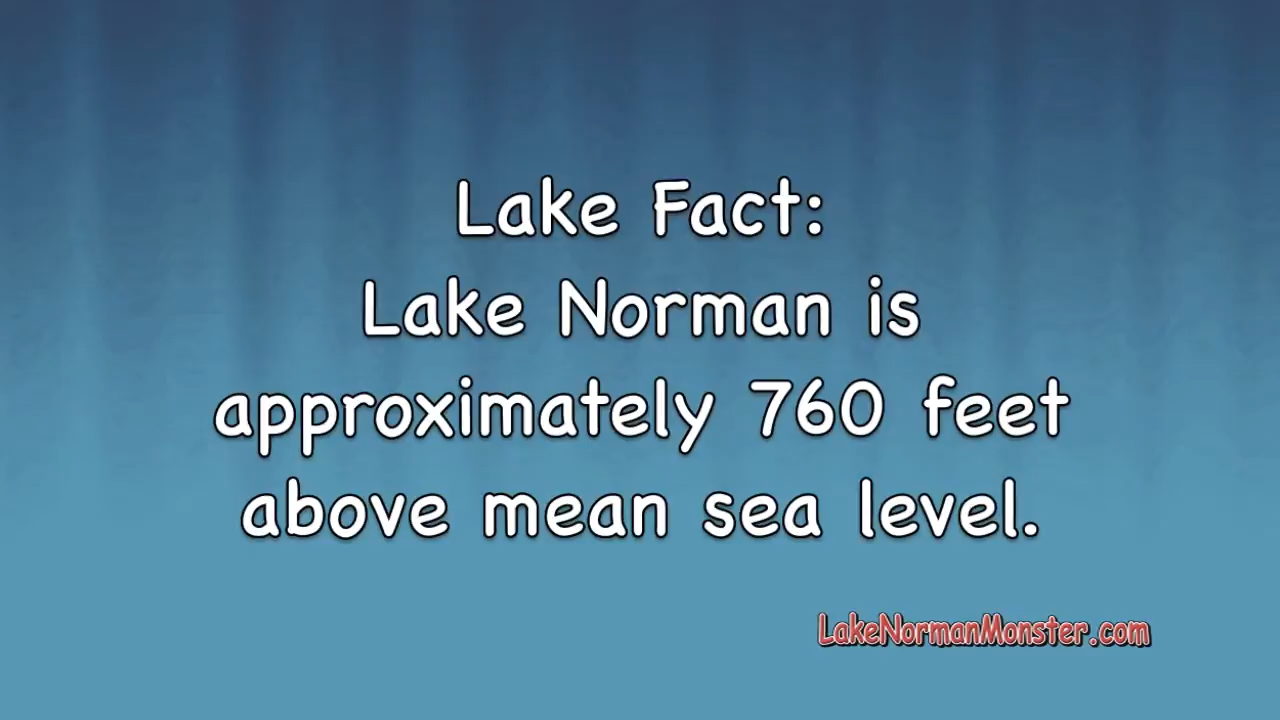 Lake Fact:
Lake Norman is
approximately 760 feet
above mean sea level.
LakeNormanMonster.com